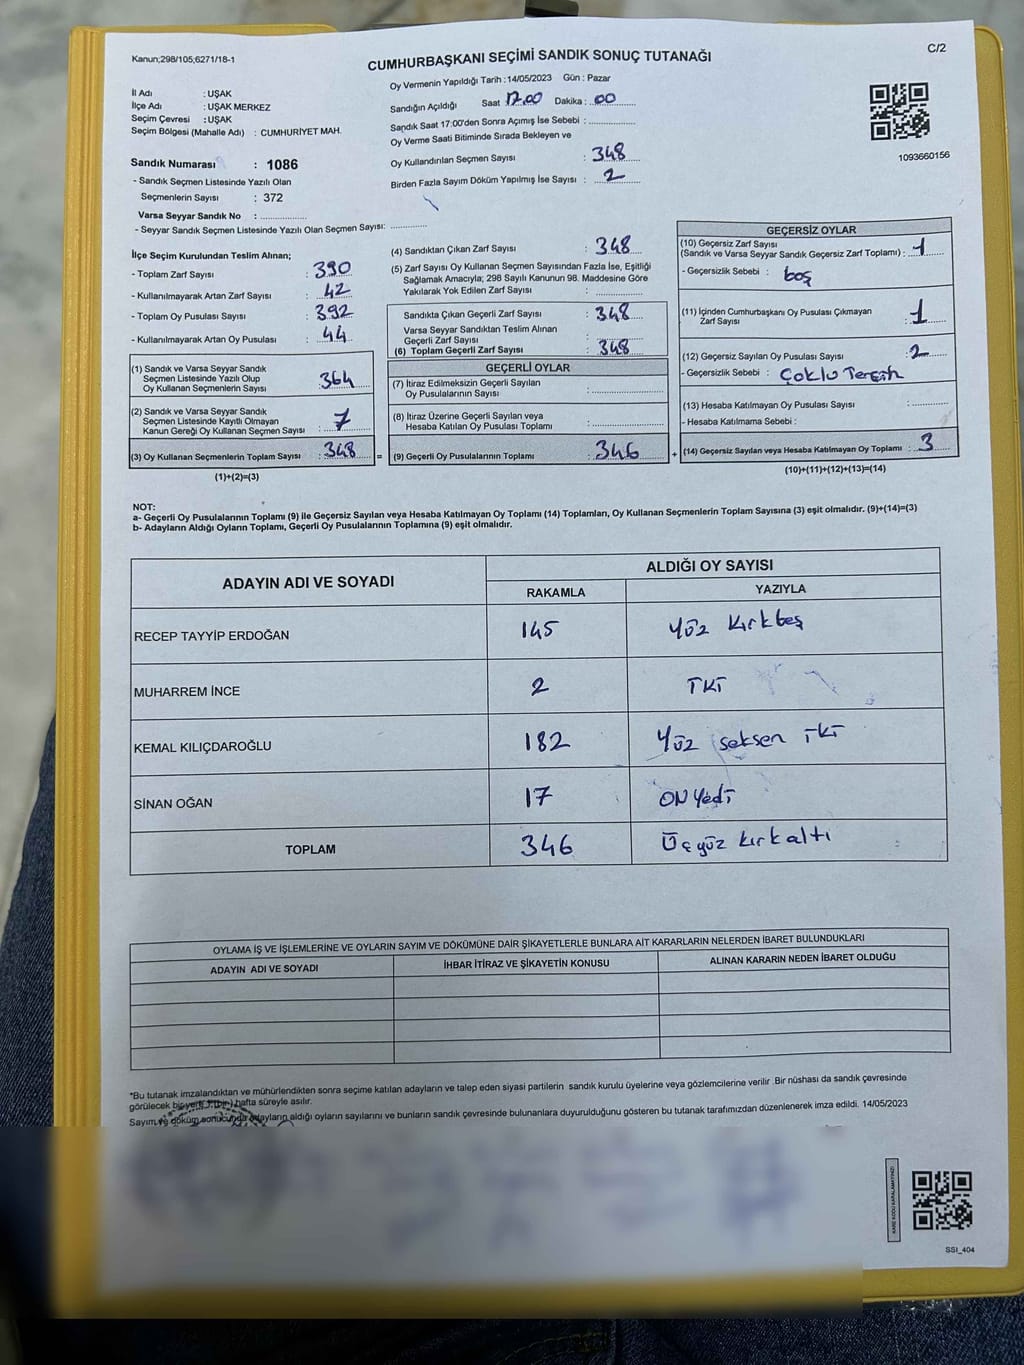 Kanun;298/105;6271/18-1
C/2
CUMHURBAŞKANI SEÇİMİ SANDIK SONUÇ TUTANAĞI
İl Adı : UŞAK
İlçe Adı : UŞAK MERKEZ
Seçim Çevresi : UŞAK
Seçim Bölgesi (Mahalle Adı) : CUMHURİYET MAH.
Sandık Numarası : 1086
- Sandık Seçmen Listesinde Yazılı Olan
Seçmenlerin Sayısı : 372
Varsa Seyyar Sandık No : ..............
- Seyyar Sandık Seçmen Listesinde Yazılı Olan Seçmen Sayısı: ..............
Oy Vermenin Yapıldığı Tarih : 14/05/2023 Gün : Pazar
Sandığın Açıldığı Saat 17.00 Dakika : 00
Sandık Saat 17:00'den Sonra Açımış İse Sebebi : ..............
Oy Verme Saati Bitiminde Sırada Bekleyen ve
Oy Kullandırılan Seçmen Sayısı : 348
Birden Fazla Sayım Döküm Yapılmış İse Sayısı : 2
1093660156
İlçe Seçim Kurulundan Teslim Alınan;
- Toplam Zarf Sayısı : 390
- Kullanılmayarak Artan Zarf Sayısı : 42
- Toplam Oy Pusulası Sayısı : 392
- Kullanılmayarak Artan Oy Pusulası : 44
(1) Sandık ve Varsa Seyyar Sandık
Seçmen Listesinde Yazılı Olup
Oy Kullanan Seçmenlerin Sayısı : 364
(2) Sandık ve Varsa Seyyar Sandık
Seçmen Listesinde Kayıtlı Olmayan
Kanun Gereği Oy Kullanan Seçmen Sayısı : 7
(3) Oy Kullanan Seçmenlerin Toplam Sayısı : 348
(1)+(2)=(3)
(4) Sandıktan Çıkan Zarf Sayısı : 348
(5) Zarf Sayısı Oy Kullanan Seçmen Sayısından Fazla İse, Eşitliği
Sağlamak Amacıyla; 298 Sayılı Kanunun 98. Maddesine Göre
Yakılarak Yok Edilen Zarf Sayısı : ..............
Sandıkta Çıkan Geçerli Zarf Sayısı : 348
Varsa Seyyar Sandıktan Teslim Alınan
Geçerli Zarf Sayısı : ..............
(6) Toplam Geçerli Zarf Sayısı : 348
GEÇERLİ OYLAR
(7) İtiraz Edilmeksizin Geçerli Sayılan
Oy Pusulalarının Sayısı : ..............
(8) İtiraz Üzerine Geçerli Sayılan veya
Hesaba Katılan Oy Pusulası Toplamı : ..............
= (9) Geçerli Oy Pusulalarının Toplamı : 346
GEÇERSİZ OYLAR
(10) Geçersiz Zarf Sayısı
(Sandık ve Varsa Seyyar Sandık Geçersiz Zarf Toplamı) : 1
- Geçersizlik Sebebi : boş
(11) İçinden Cumhurbaşkanı Oy Pusulası Çıkmayan
Zarf Sayısı : 1
(12) Geçersiz Sayılan Oy Pusulası Sayısı : 2
- Geçersizlik Sebebi : Çoklu Tercih
(13) Hesaba Katılmayan Oy Pusulası Sayısı : ..............
- Hesaba Katılmama Sebebi :
+ (14) Geçersiz Sayılan veya Hesaba Katılmayan Oy Toplamı : 3
(10)+(11)+(12)+(13)=(14)
NOT:
a- Geçerli Oy Pusulalarının Toplamı (9) ile Geçersiz Sayılan veya Hesaba Katılmayan Oy Toplamı (14) Toplamları, Oy Kullanan Seçmenlerin Toplam Sayısına (3) eşit olmalıdır. (9)+(14)=(3)
b- Adayların Aldığı Oyların Toplamı, Geçerli Oy Pusulalarının Toplamına (9) eşit olmalıdır.
ADAYIN ADI VE SOYADI
ALDIĞI OY SAYISI
RAKAMLA YAZIYLA
RECEP TAYYİP ERDOĞAN 145 Yüz Kırkbeş
MUHARREM İNCE 2 İKİ
KEMAL KILIÇDAROĞLU 182 Yüz seksen İKİ
SİNAN OĞAN 17 ON Yedi
TOPLAM 346 Üçyüz kırkaltı
OYLAMA İŞ VE İŞLEMLERİNE VE OYLARIN SAYIM VE DÖKÜMÜNE DAİR ŞİKAYETLERLE BUNLARA AİT KARARLARIN NELERDEN İBARET BULUNDUKLARI
ADAYIN ADI VE SOYADI İHBAR İTİRAZ VE ŞİKAYETİN KONUSU ALINAN KARARIN NEDEN İBARET OLDUĞU
*Bu tutanak imzalandıktan ve mühürlendikten sonra seçime katılan adayların ve talep eden siyasi partilerin sandık kurulu üyelerine veya gözlemcilerine verilir .Bir nüshası da sandık çevresinde
görülecek bir yerde 1 (bir) hafta süreyle asılır.
Sayım ve döküm sonucunda adayların aldığı oyların sayılarını ve bunların sandık çevresinde bulunanlara duyurulduğunu gösteren bu tutanak tarafımızdan düzenlenerek imza edildi. 14/05/2023
KARE KODU KARALAMAYINIZ!
SSI_404